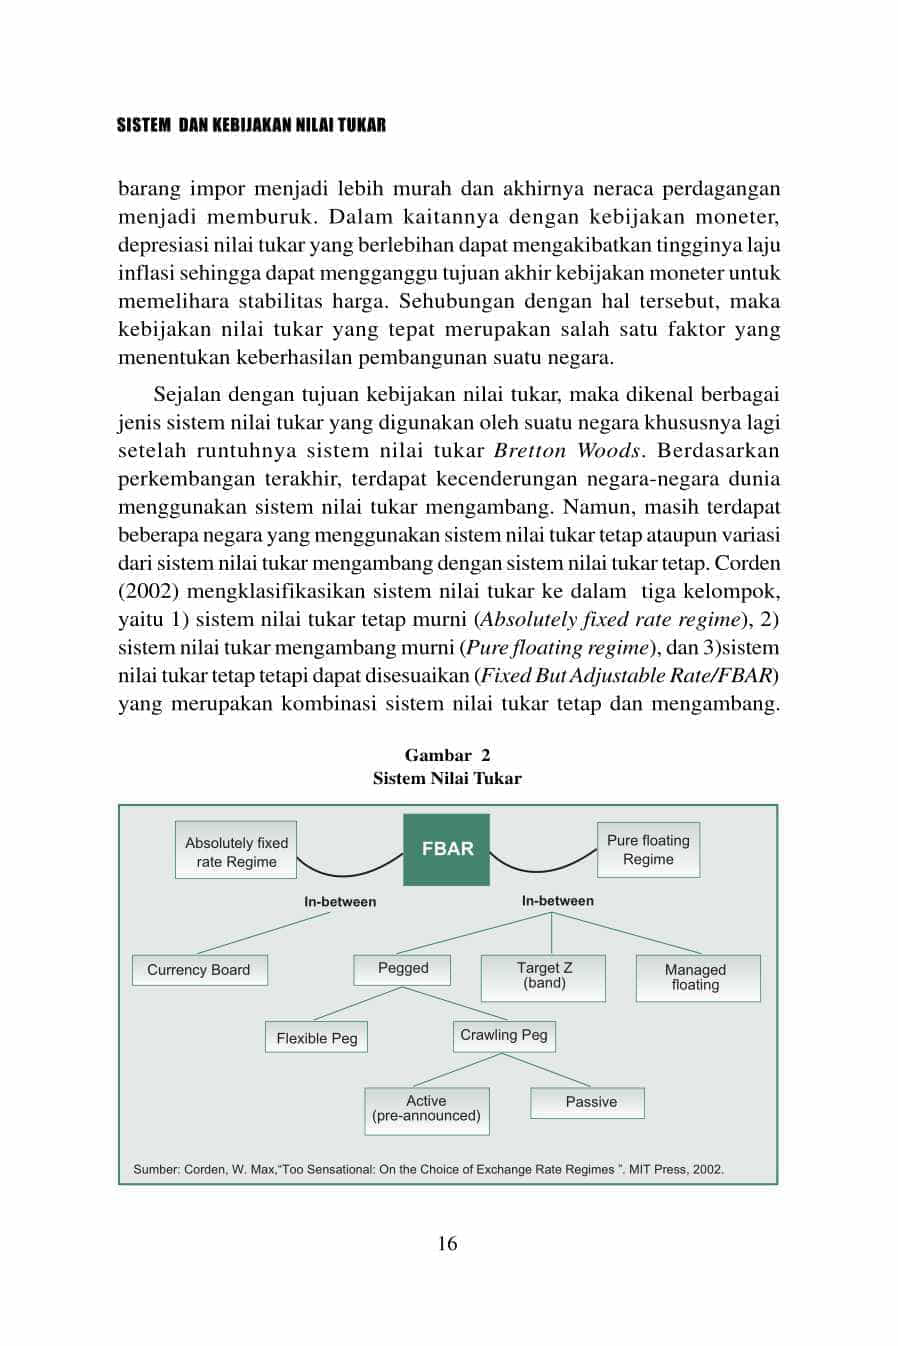 SISTEM DAN KEBIJAKAN NILAI TUKAR
barang impor menjadi lebih murah dan akhirnya neraca perdagangan
menjadi memburuk. Dalam kaitannya dengan kebijakan moneter,
depresiasi nilai tukar yang berlebihan dapat mengakibatkan tingginya laju
inflasi sehingga dapat mengganggu tujuan akhir kebijakan moneter untuk
memelihara stabilitas harga. Sehubungan dengan hal tersebut, maka
kebijakan nilai tukar yang tepat merupakan salah satu faktor yang
menentukan keberhasilan pembangunan suatu negara.
Sejalan dengan tujuan kebijakan nilai tukar, maka dikenal berbagai
jenis sistem nilai tukar yang digunakan oleh suatu negara khususnya lagi
setelah runtuhnya sistem nilai tukar Bretton Woods. Berdasarkan
perkembangan terakhir, terdapat kecenderungan negara-negara dunia
menggunakan sistem nilai tukar mengambang. Namun, masih terdapat
beberapa negara yang menggunakan sistem nilai tukar tetap ataupun variasi
dari sistem nilai tukar mengambang dengan sistem nilai tukar tetap. Corden
(2002) mengklasifikasikan sistem nilai tukar ke dalam tiga kelompok,
yaitu 1) sistem nilai tukar tetap murni (Absolutely fixed rate regime), 2)
sistem nilai tukar mengambang murni (Pure floating regime), dan 3)sistem
nilai tukar tetap tetapi dapat disesuaikan (Fixed But Adjustable Rate/FBAR)
yang merupakan kombinasi sistem nilai tukar tetap dan mengambang.
Gambar 2
Sistem Nilai Tukar
Absolutely fixed
rate Regime
FBAR
Pure floating
Regime
In-between
In-between
Currency Board
Pegged
Target Z
(band)
Managed
floating
Flexible Peg
Crawling Peg
Active
(pre-announced)
Passive
Sumber: Corden, W. Max,“Too Sensational: On the Choice of Exchange Rate Regimes ”. MIT Press, 2002.
16